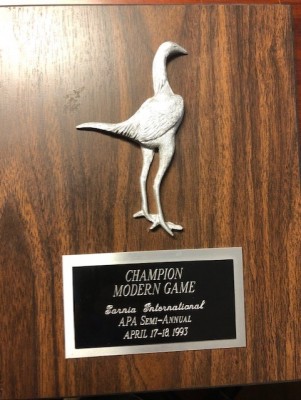 CHAMPION
MODERN GAME
Sarnia International
APA SEMI-ANNUAL
APRIL 17-18, 1993